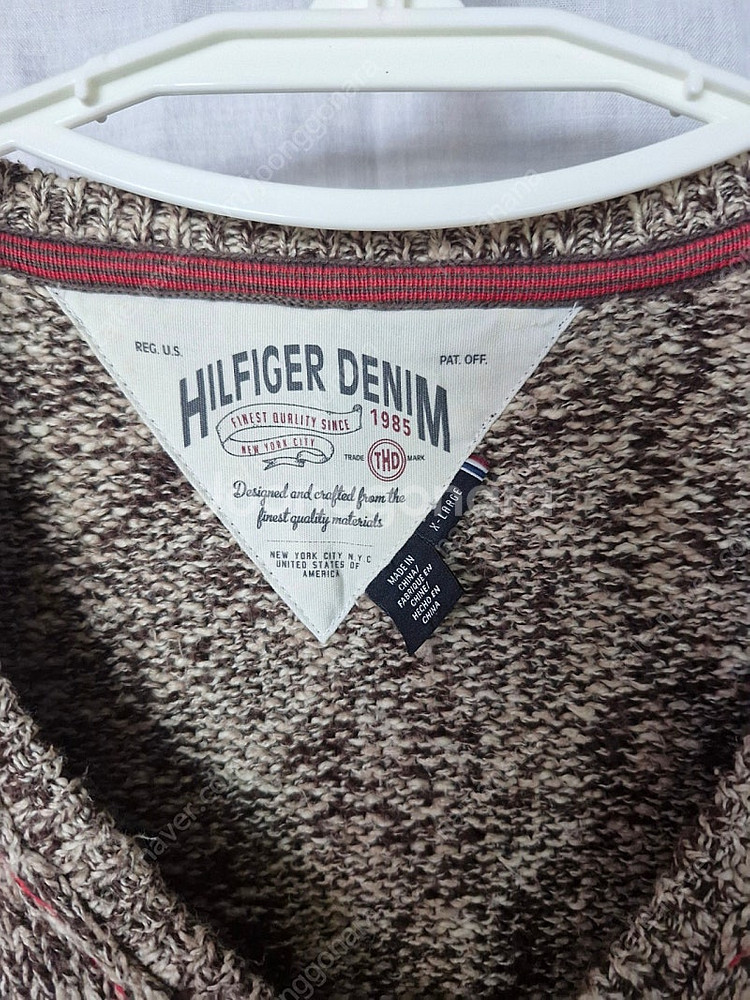 REG. U.S.
PAT. OFF.
HILFIGER DENIM
FINEST QUALITY SINCE 1985
NEW YORK CITY
TRADE THD MARK
Designed and crafted from the
finest quality materials
NEW YORK CITY N.Y.C
UNITED STATES OF
AMERICA
X-LARGE
MADE IN
CHINA/
FABRIQUE EN
CHINE/
HECHO EN
CHINA